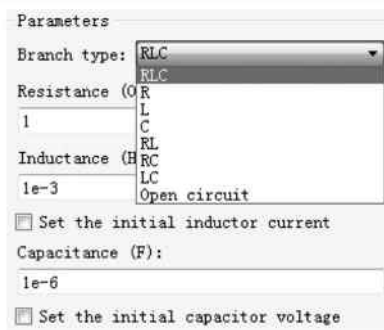 Parameters
Branch type: RLC
RLC
Resistance (O
R
L
1
C
RL
Inductance (H
RC
LC
1e-3
Open circuit
Set the initial inductor current
Capacitance (F):
1e-6
Set the initial capacitor voltage